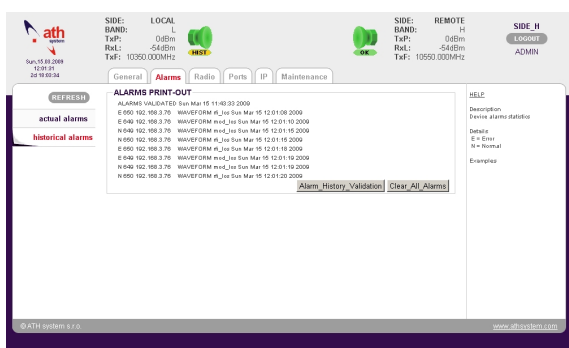 ath
system
Sun,15.03.2009
12:01:31
2d 18:03:34
SIDE: LOCAL
BAND: L
TxP: 0dBm
RxL: -54dBm
TxF: 10350.000MHz
HIST
OK
SIDE: REMOTE
BAND: H
TxP: 0dBm
RxL: -54dBm
TxF: 10550.000MHz
SIDE_H
LOGOUT
ADMIN
General Alarms Radio Ports IP Maintenance
REFRESH
actual alarms
historical alarms
ALARMS PRINT-OUT
ALARMS VALIDATED Sun Mar 15 11:43:33 2009
E 650 192.168.3.76 WAVEFORM rfi_los Sun Mar 15 12:01:08 2009
E 649 192.168.3.76 WAVEFORM mod_los Sun Mar 15 12:01:10 2009
N 649 192.168.3.76 WAVEFORM mod_los Sun Mar 15 12:01:15 2009
N 650 192.168.3.76 WAVEFORM rfi_los Sun Mar 15 12:01:15 2009
E 650 192.168.3.76 WAVEFORM rfi_los Sun Mar 15 12:01:18 2009
E 649 192.168.3.76 WAVEFORM mod_los Sun Mar 15 12:01:19 2009
N 649 192.168.3.76 WAVEFORM mod_los Sun Mar 15 12:01:19 2009
N 650 192.168.3.76 WAVEFORM rfi_los Sun Mar 15 12:01:20 2009
Alarm_History_Validation Clear_All_Alarms
HELP
Description
Device alarms statistics
Details
E = Error
N = Normal
Examples
© ATH system s.r.o.
www.athsystem.com